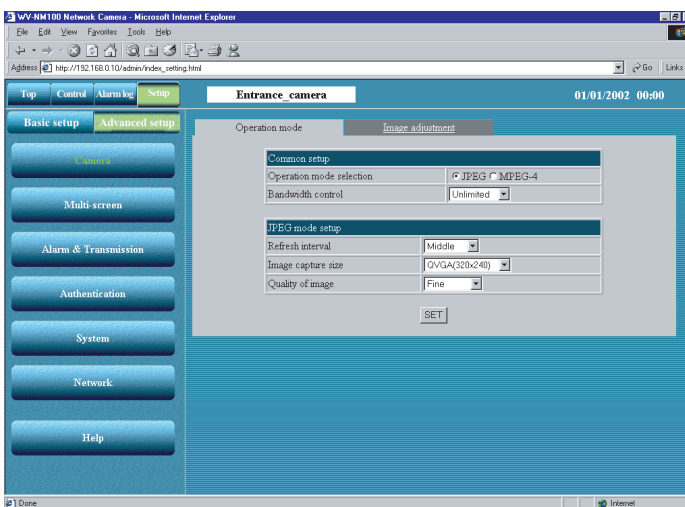 WV-NM100 Network Camera - Microsoft Internet Explorer
File Edit View Favorites Tools Help
Address http://192.168.0.10/admin/index_setting.html Go Links
Top Control Alarm log Setup Entrance_camera 01/01/2002 00:00
Basic setup Advanced setup
Operation mode Image adjustment
Camera
Multi-screen
Alarm & Transmission
Authentication
System
Network
Help
Common setup
Operation mode selection JPEG MPEG-4
Bandwidth control Unlimited
JPEG mode setup
Refresh interval Middle
Image capture size QVGA(320x240)
Quality of image Fine
SET
Done Internet